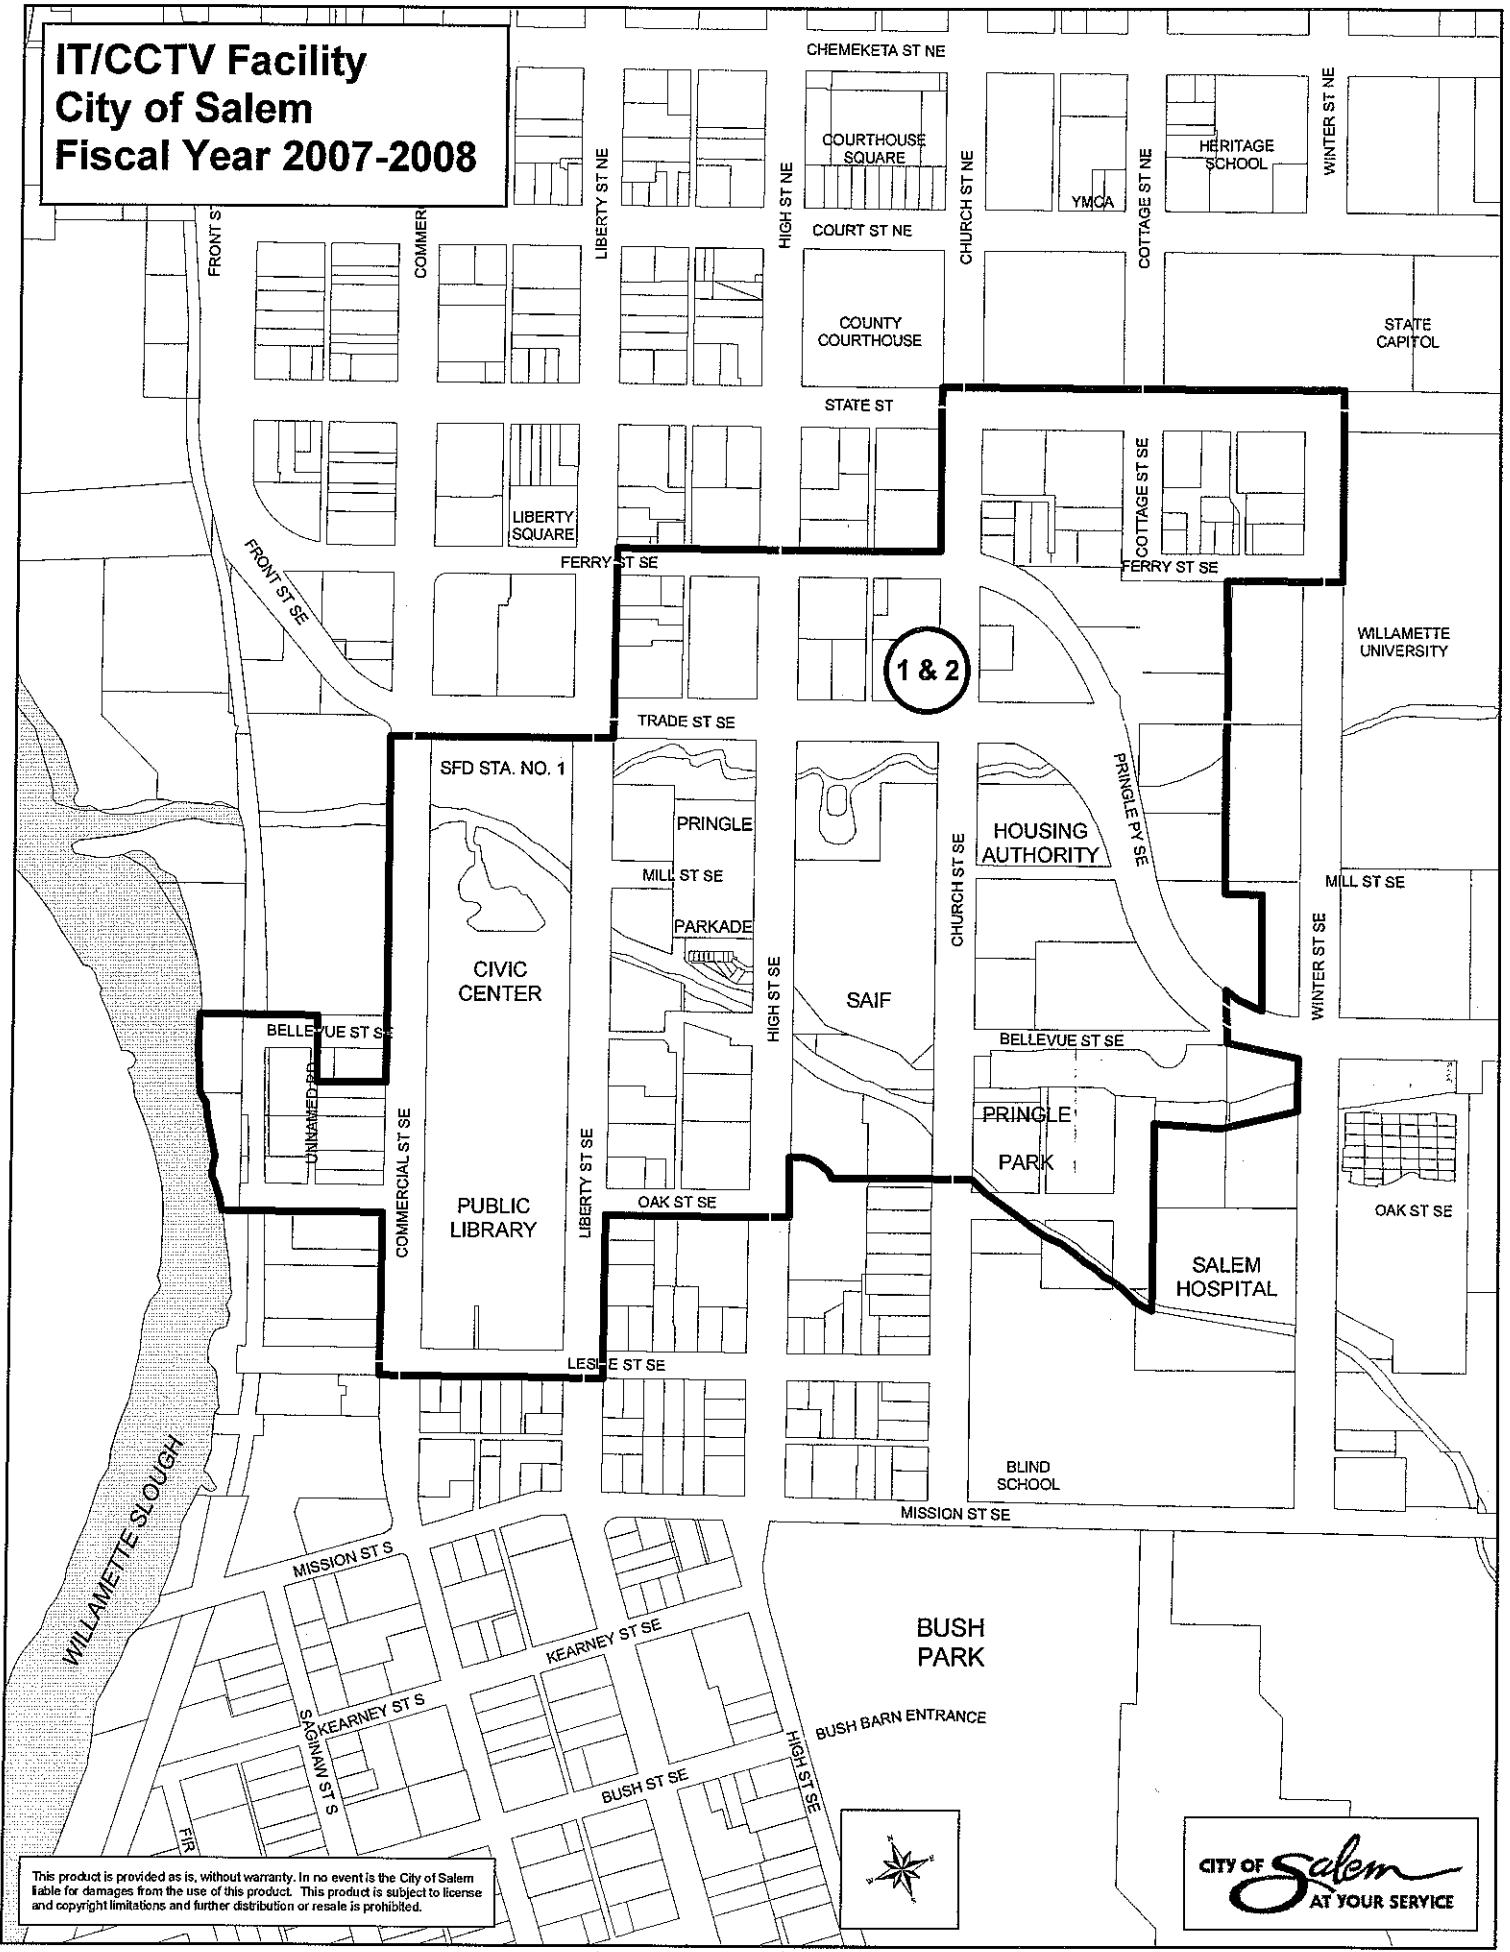 IT/CCTV Facility
City of Salem
Fiscal Year 2007-2008
CHEMEKETA ST NE
COURTHOUSE
SQUARE
HERITAGE
SCHOOL
YMCA
WINTER ST NE
LIBERTY ST NE
HIGH ST NE
CHURCH ST NE
COTTAGE ST NE
FRONT S
COMMER
COURT ST NE
COUNTY
COURTHOUSE
STATE
CAPITOL
STATE ST
COTTAGE ST SE
LIBERTY
SQUARE
FERRY ST SE
FERRY ST SE
FRONT ST SE
1 & 2
WILLAMETTE
UNIVERSITY
TRADE ST SE
SFD STA. NO. 1
PRINGLE PY SE
PRINGLE
HOUSING
AUTHORITY
MILL ST SE
MILL ST SE
PARKADE
CHURCH ST SE
WINTER ST SE
CIVIC
CENTER
HIGH ST SE
SAIF
BELLEVUE ST SE
BELLEVUE ST SE
UNNAMED RD
PRINGLE
PARK
COMMERCIAL ST SE
LIBERTY ST SE
PUBLIC
LIBRARY
OAK ST SE
OAK ST SE
SALEM
HOSPITAL
LESLIE ST SE
BLIND
SCHOOL
MISSION ST SE
WILLAMETTE SLOUGH
MISSION ST S
KEARNEY ST SE
BUSH
PARK
KEARNEY ST S
SAGINAW ST S
BUSH BARN ENTRANCE
HIGH ST SE
BUSH ST SE
FIR
This product is provided as is, without warranty. In no event is the City of Salem
liable for damages from the use of this product. This product is subject to license
and copyright limitations and further distribution or resale is prohibited.
N
E
S
W
CITY OF Salem
AT YOUR SERVICE